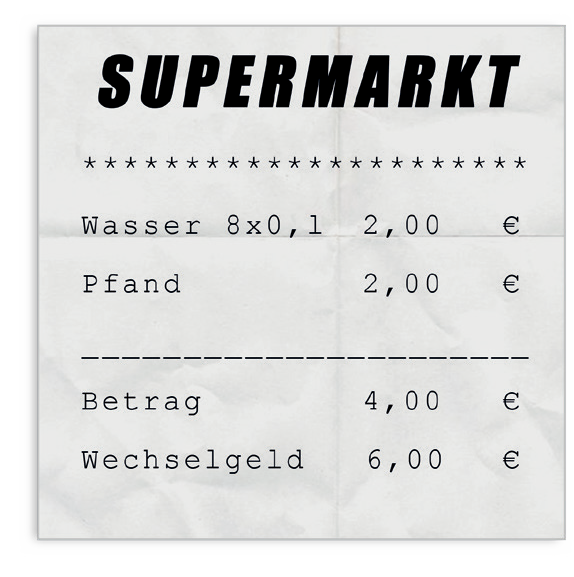 SUPERMARKT
***********************
Wasser 8x0,1 2,00 €
Pfand 2,00 €
______________________
Betrag 4,00 €
Wechselgeld 6,00 €